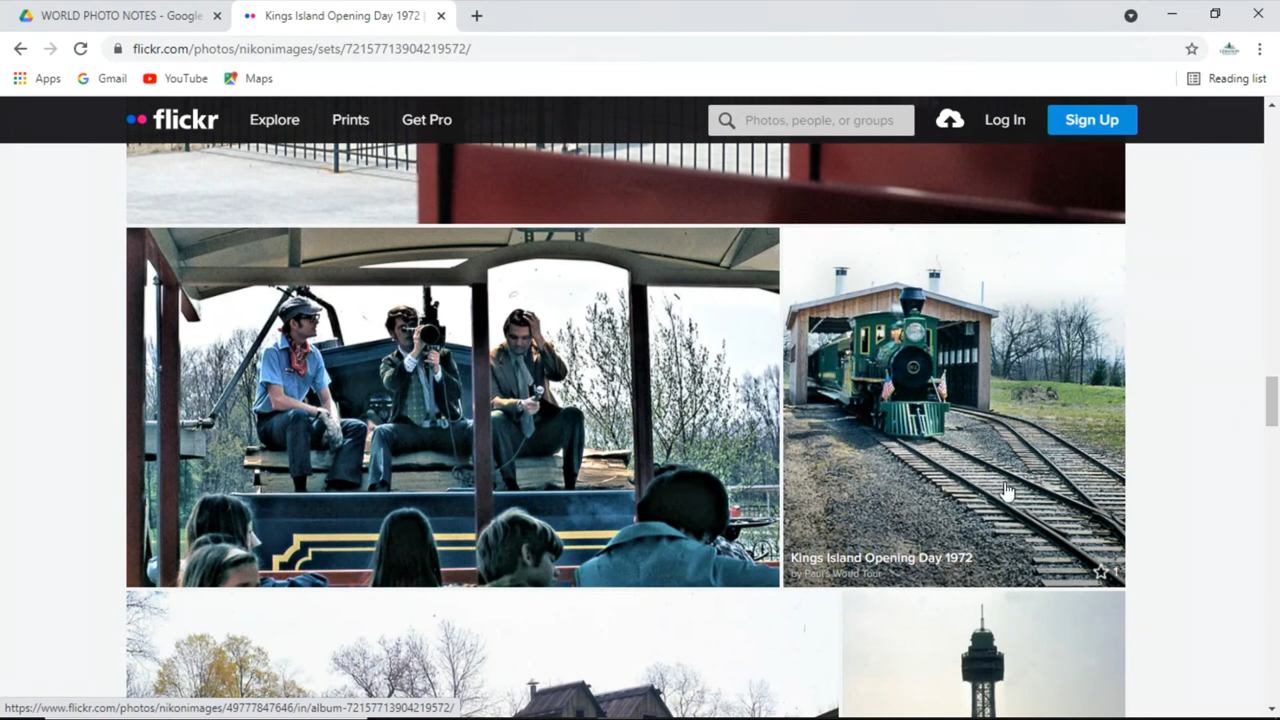 WORLD PHOTO NOTES - Google
Kings Island Opening Day 1972 |
flickr.com/photos/nikonimages/sets/72157713904219572/
Apps
Gmail
YouTube
Maps
Reading list
flickr
Explore
Prints
Get Pro
Photos, people, or groups
Log In
Sign Up
Kings Island Opening Day 1972
by Paul's World Tour
1
https://www.flickr.com/photos/nikonimages/49777847646/in/album-72157713904219572/